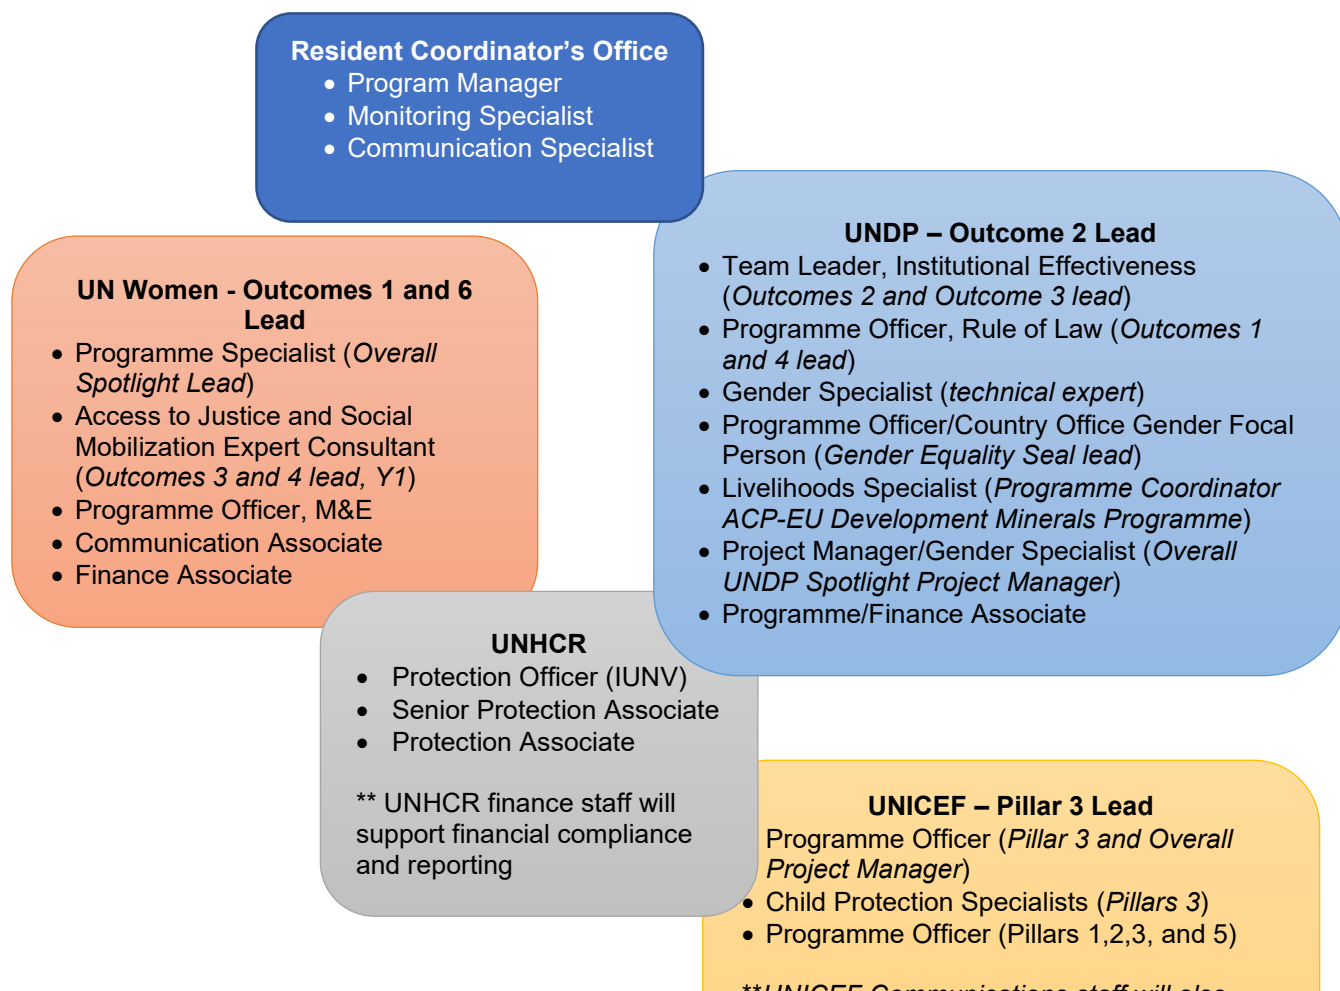 Resident Coordinator’s Office
• Program Manager
• Monitoring Specialist
• Communication Specialist
UNDP – Outcome 2 Lead
• Team Leader, Institutional Effectiveness
(Outcomes 2 and Outcome 3 lead)
• Programme Officer, Rule of Law (Outcomes 1
and 4 lead)
• Gender Specialist (technical expert)
• Programme Officer/Country Office Gender Focal
Person (Gender Equality Seal lead)
• Livelihoods Specialist (Programme Coordinator
ACP-EU Development Minerals Programme)
• Project Manager/Gender Specialist (Overall
UNDP Spotlight Project Manager)
• Programme/Finance Associate
UN Women - Outcomes 1 and 6
Lead
• Programme Specialist (Overall
Spotlight Lead)
• Access to Justice and Social
Mobilization Expert Consultant
(Outcomes 3 and 4 lead, Y1)
• Programme Officer, M&E
• Communication Associate
• Finance Associate
UNHCR
• Protection Officer (IUNV)
• Senior Protection Associate
• Protection Associate
** UNHCR finance staff will
support financial compliance
and reporting
UNICEF – Pillar 3 Lead
Programme Officer (Pillar 3 and Overall
Project Manager)
• Child Protection Specialists (Pillars 3)
• Programme Officer (Pillars 1,2,3, and 5)
**UNICEF Communications staff will also